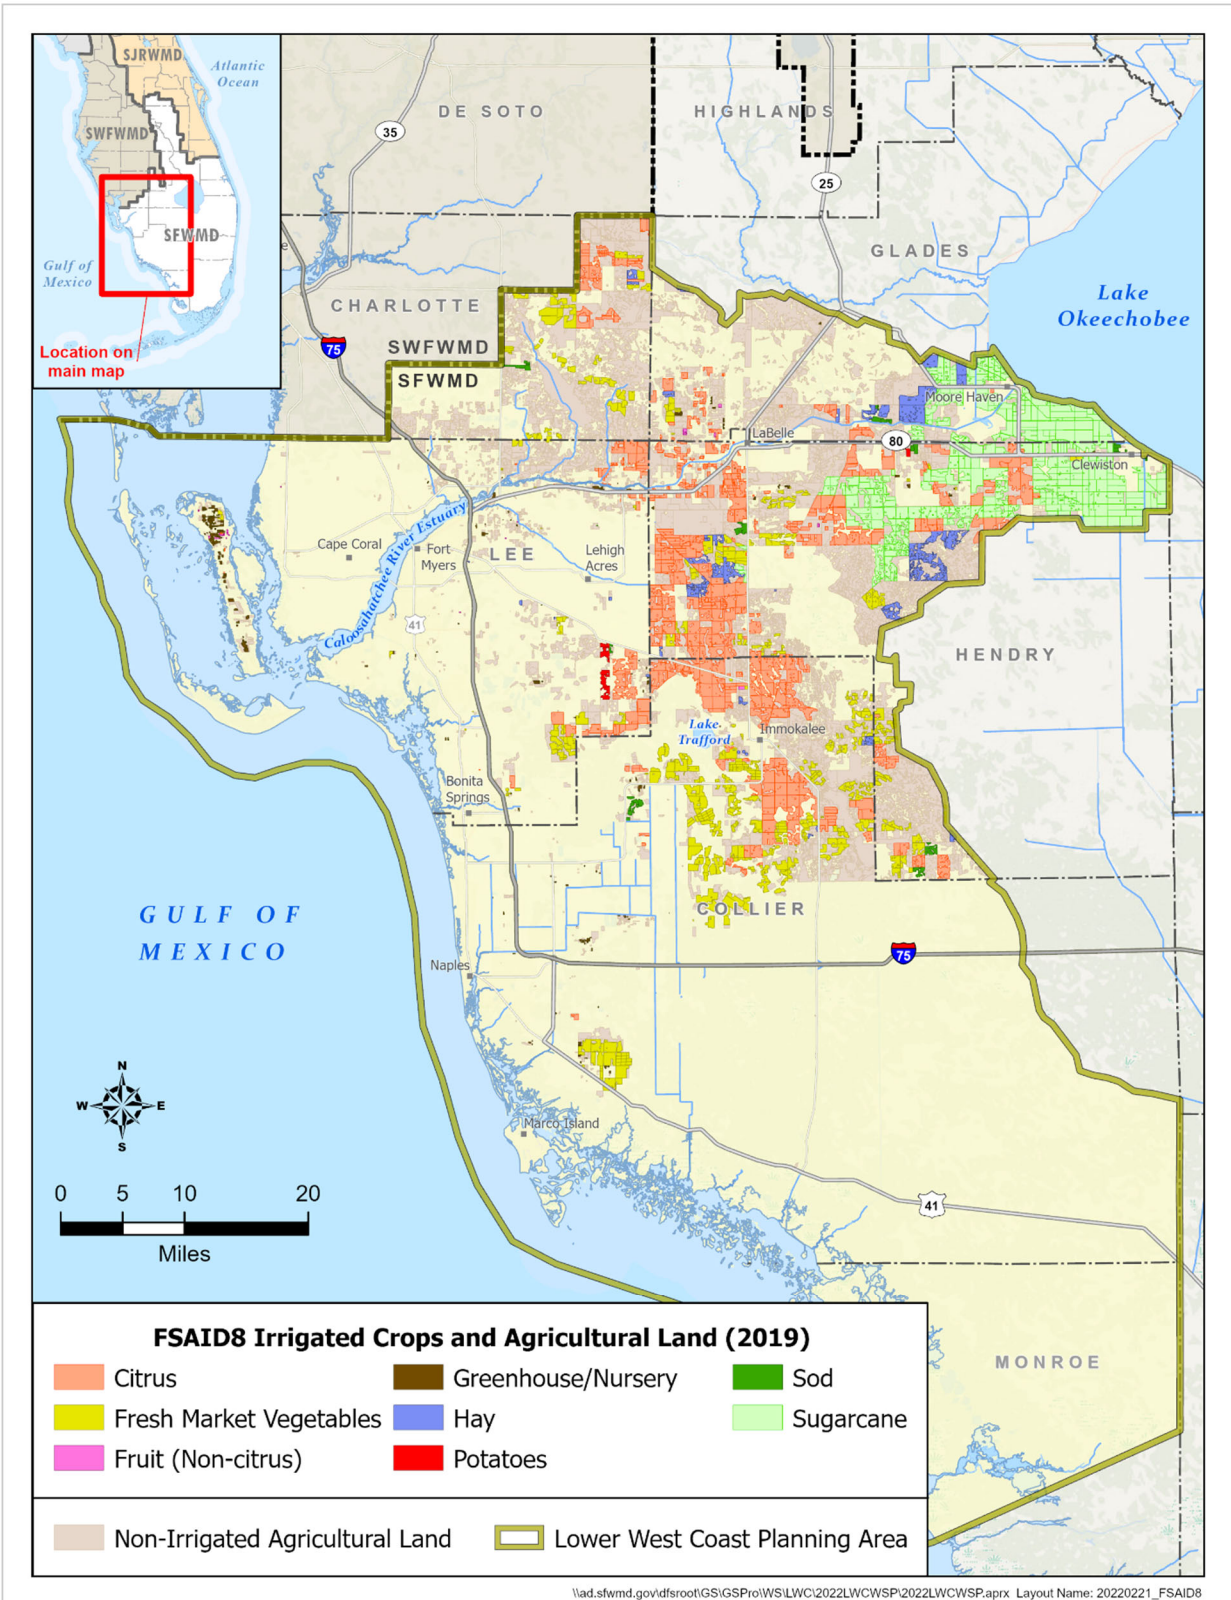 SJRWMD
Atlantic
Ocean
SWFWMD
SFWMD
Gulf of
Mexico
Location on
main map
35
DE SOTO
HIGHLANDS
25
GLADES
Lake
Okeechobee
CHARLOTTE
75
SWFWMD
SFWMD
Moore Haven
LaBelle
80
Clewiston
Caloosahatchee River Estuary
Cape Coral
Fort
Myers
LEE
Lehigh
Acres
41
HENDRY
Lake
Trafford
Immokalee
Bonita
Springs
COLLIER
GULF OF
MEXICO
75
Naples
N
W E
S
Marco Island
0 5 10 20
Miles
41
MONROE
FSAID8 Irrigated Crops and Agricultural Land (2019)
Citrus
Greenhouse/Nursery
Sod
Fresh Market Vegetables
Hay
Sugarcane
Fruit (Non-citrus)
Potatoes
Non-Irrigated Agricultural Land
Lower West Coast Planning Area
\\ad.sfwmd.gov\dfsroot\GS\GSPro\WS\LWC\2022LWCWSP\2022LWCWSP.aprx Layout Name: 20220221_FSAID8